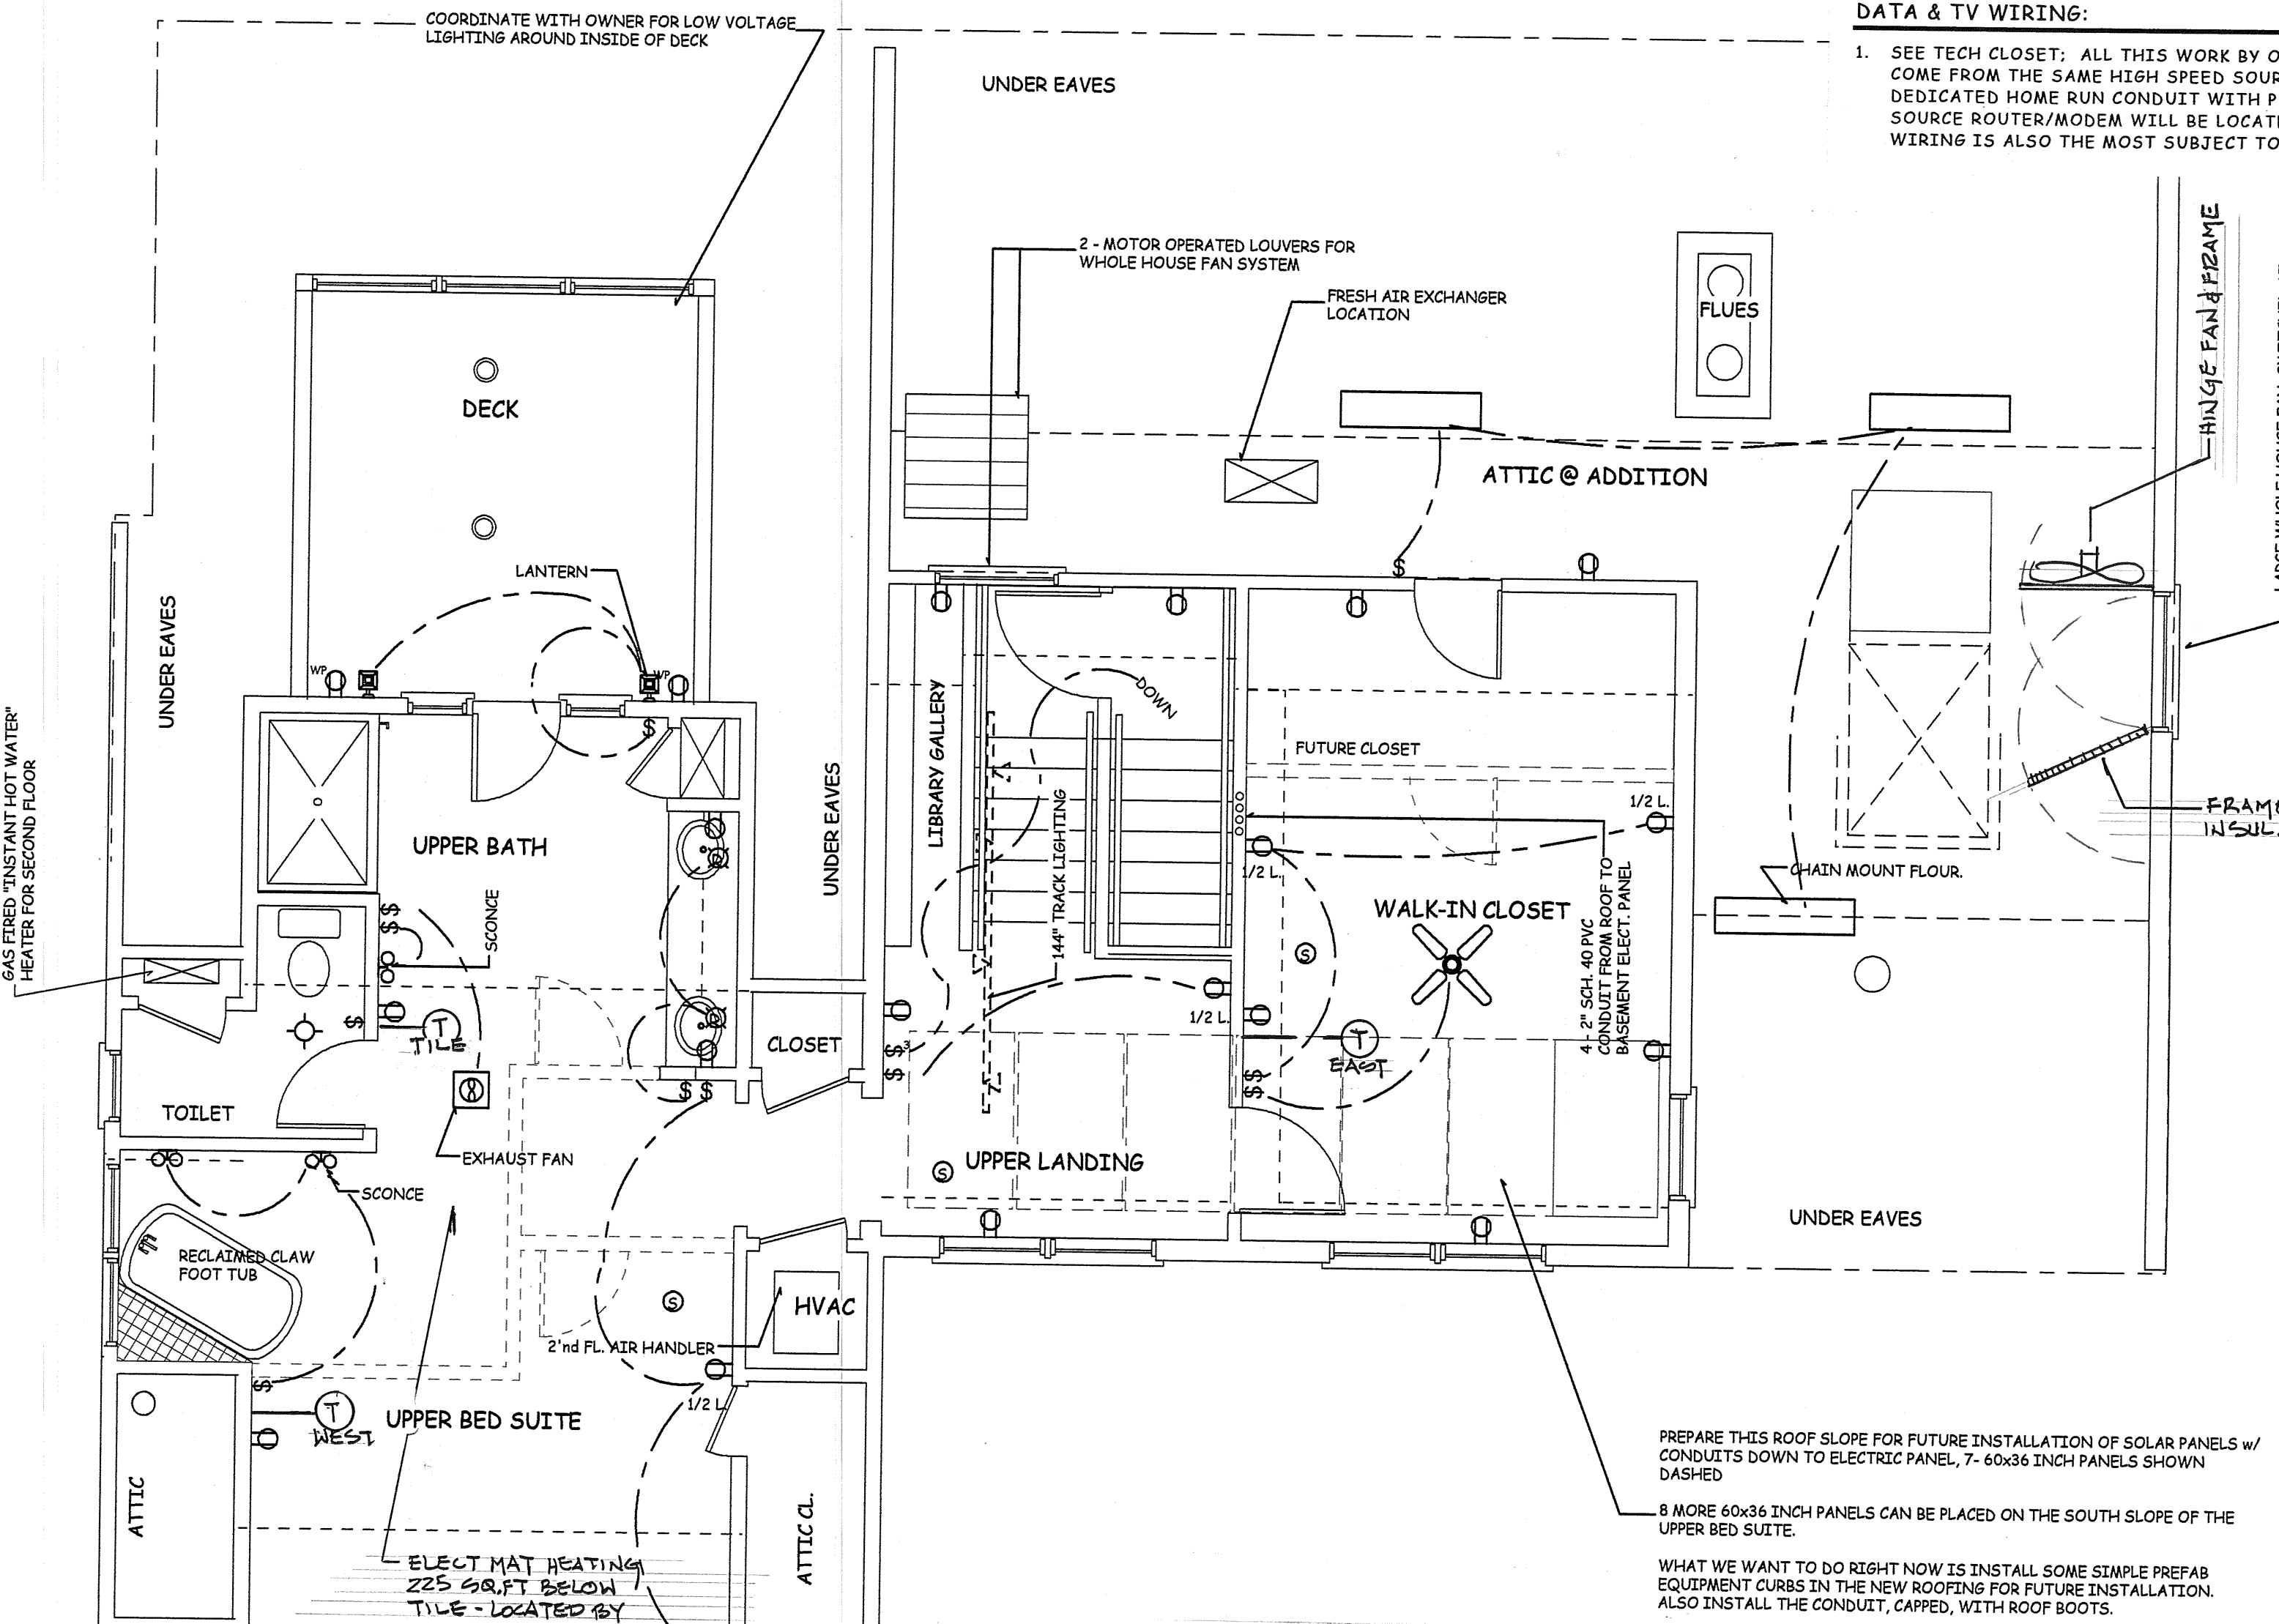 COORDINATE WITH OWNER FOR LOW VOLTAGE
LIGHTING AROUND INSIDE OF DECK
DATA & TV WIRING:
1. SEE TECH CLOSET; ALL THIS WORK BY
COME FROM THE SAME HIGH SPEED
DEDICATED HOME RUN CONDUIT WITH
SOURCE ROUTER/MODEM WILL BE
WIRING IS ALSO THE MOST SUBJECT TO
UNDER EAVES
2 - MOTOR OPERATED LOUVERS FOR
WHOLE HOUSE FAN SYSTEM
FRESH AIR EXCHANGER
LOCATION
FLUES
HINGE FAN & FRAME
DECK
ATTIC @ ADDITION
LANTERN
WP
WP
UNDER EAVES
GAS FIRED "INSTANT HOT WATER"
HEATER FOR SECOND FLOOR
UPPER BATH
SCONCE
UNDER EAVES
LIBRARY GALLERY
DOWN
144" TRACK LIGHTING
FUTURE CLOSET
1/2 L.
1/2 L.
WALK-IN CLOSET
4 - 2" SCH. 40 PVC
CONDUIT FROM ROOF TO
BASEMENT ELECT. PANEL
CHAIN MOUNT FLOUR.
INSUL.
S
T
TILE
CLOSET
$3
1/2 L.
T
EAST
TOILET
EXHAUST FAN
SCONCE
S
UPPER LANDING
UNDER EAVES
RECLAIMED CLAW
FOOT TUB
S
HVAC
2'nd FL. AIR HANDLER
1/2 L.
T
WEST
UPPER BED SUITE
ATTIC
ATTIC CL.
ELECT MAT HEATING
225 SQ.FT BELOW
TILE - LOCATED BY
PREPARE THIS ROOF SLOPE FOR FUTURE INSTALLATION OF SOLAR PANELS w/
CONDUITS DOWN TO ELECTRIC PANEL, 7- 60x36 INCH PANELS SHOWN
DASHED
8 MORE 60x36 INCH PANELS CAN BE PLACED ON THE SOUTH SLOPE OF THE
UPPER BED SUITE.
WHAT WE WANT TO DO RIGHT NOW IS INSTALL SOME SIMPLE PREFAB
EQUIPMENT CURBS IN THE NEW ROOFING FOR FUTURE INSTALLATION.
ALSO INSTALL THE CONDUIT, CAPPED, WITH ROOF BOOTS.